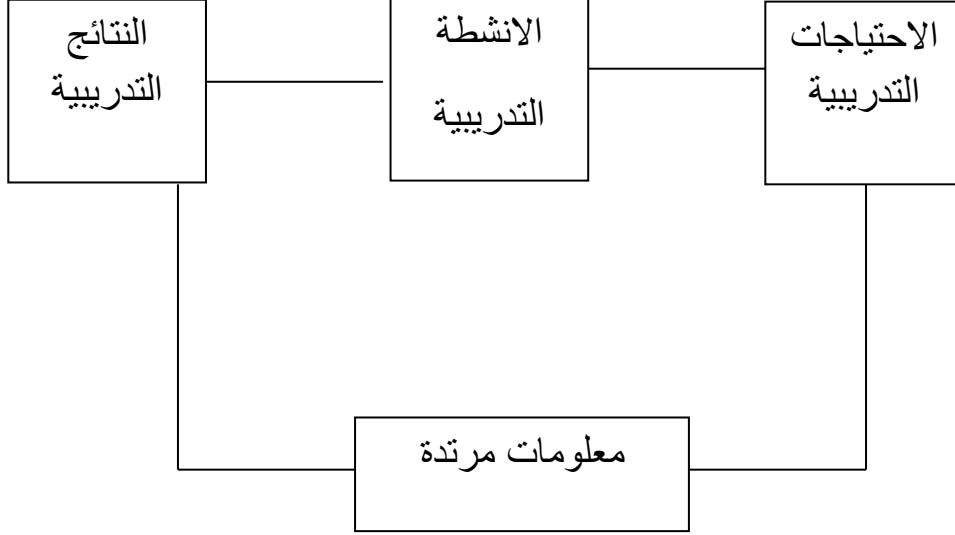 الاحتياجات
التدريبية
الانشطة
التدريبية
النتائج
التدريبية
معلومات مرتدة